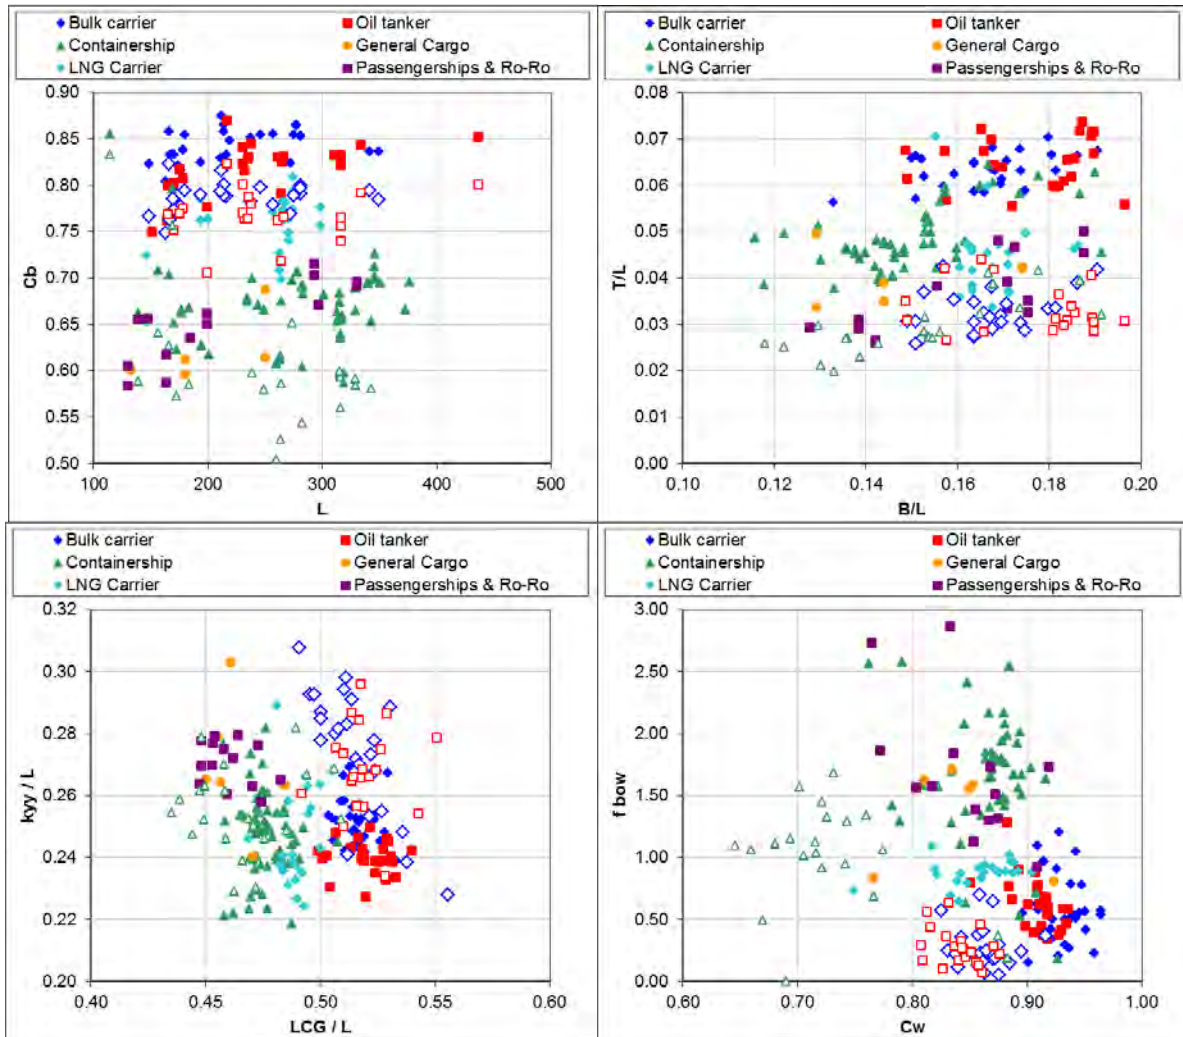 Bulk carrier Oil tanker
Containership General Cargo
LNG Carrier Passengerships & Ro-Ro
0.90
0.85
0.80
0.75
0.70
0.65
0.60
0.55
0.50
Cb
100 200 300 400 500
L
Bulk carrier Oil tanker
Containership General Cargo
LNG Carrier Passengerships & Ro-Ro
0.08
0.07
0.06
0.05
0.04
0.03
0.02
0.01
0.00
T/L
0.10 0.12 0.14 0.16 0.18 0.20
B/L
Bulk carrier Oil tanker
Containership General Cargo
LNG Carrier Passengerships & Ro-Ro
0.32
0.30
0.28
0.26
0.24
0.22
0.20
kyy / L
0.40 0.45 0.50 0.55 0.60
LCG / L
Bulk carrier Oil tanker
Containership General Cargo
LNG Carrier Passengerships & Ro-Ro
3.00
2.50
2.00
1.50
1.00
0.50
0.00
f bow
0.60 0.70 0.80 0.90 1.00
Cw